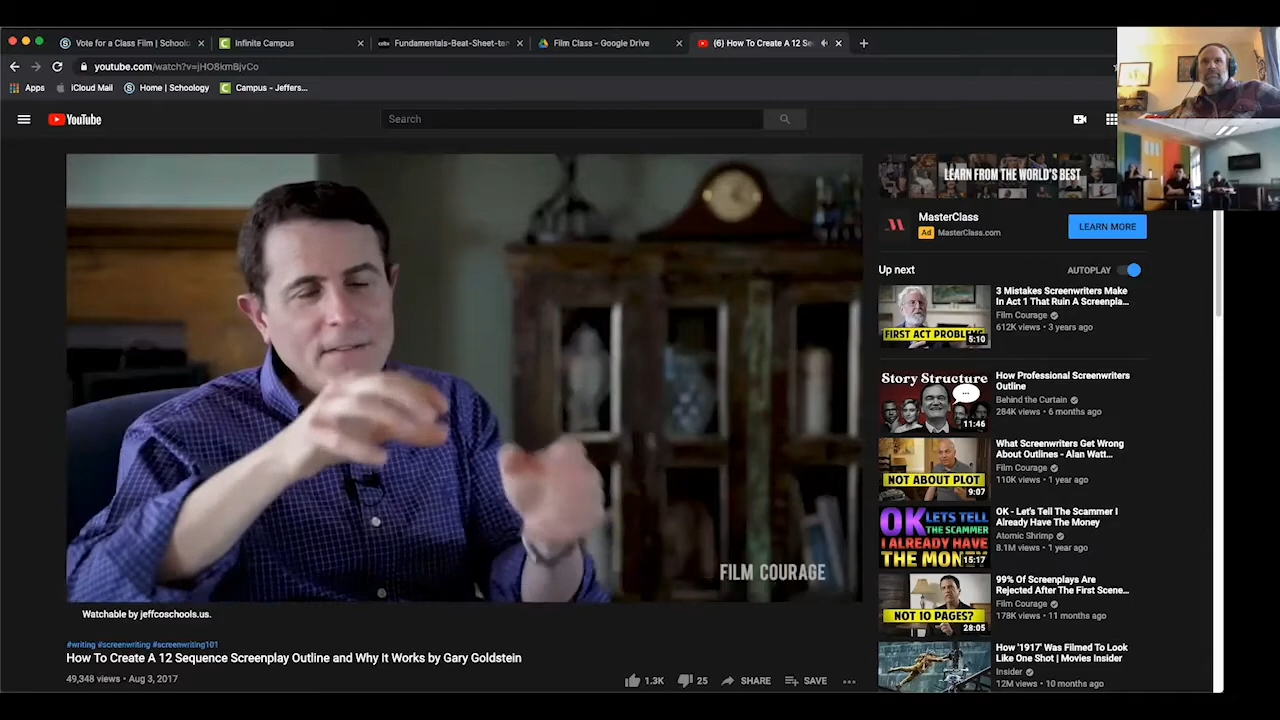 Vote for a Class Film | Schoolo
Infinite Campus
Fundamentals-Beat-Sheet-ter
Film Class - Google Drive
(6) How To Create A 12 Se
youtube.com/watch?v=jHO8kmBjvCo
Apps
iCloud Mail
Home | Schoology
Campus - Jeffers...
YouTube
Search
LEARN FROM THE WORLD'S BEST
MasterClass
Ad MasterClass.com
LEARN MORE
Up next
AUTOPLAY
FIRST ACT PROBLEMS
5:10
3 Mistakes Screenwriters Make
In Act 1 That Ruin A Screenpla...
Film Courage
612K views • 3 years ago
Story Structure
11:46
How Professional Screenwriters
Outline
Behind the Curtain
284K views • 6 months ago
NOT ABOUT PLOT
9:07
What Screenwriters Get Wrong
About Outlines - Alan Watt...
Film Courage
110K views • 1 year ago
OK LETS TELL
THE SCAMMER
I ALREADY HAVE
THE MONEY
15:17
OK - Let's Tell The Scammer I
Already Have The Money
Atomic Shrimp
8.1M views • 1 year ago
NOT 10 PAGES?
28:05
99% Of Screenplays Are
Rejected After The First Scene...
Film Courage
178K views • 11 months ago
How '1917' Was Filmed To Look
Like One Shot | Movies Insider
Insider
12M views • 10 months ago
FILM COURAGE
Watchable by jeffcoschools.us.
#writing #screenwriting #screenwriting101
How To Create A 12 Sequence Screenplay Outline and Why It Works by Gary Goldstein
49,348 views • Aug 3, 2017
1.3K
25
SHARE
SAVE